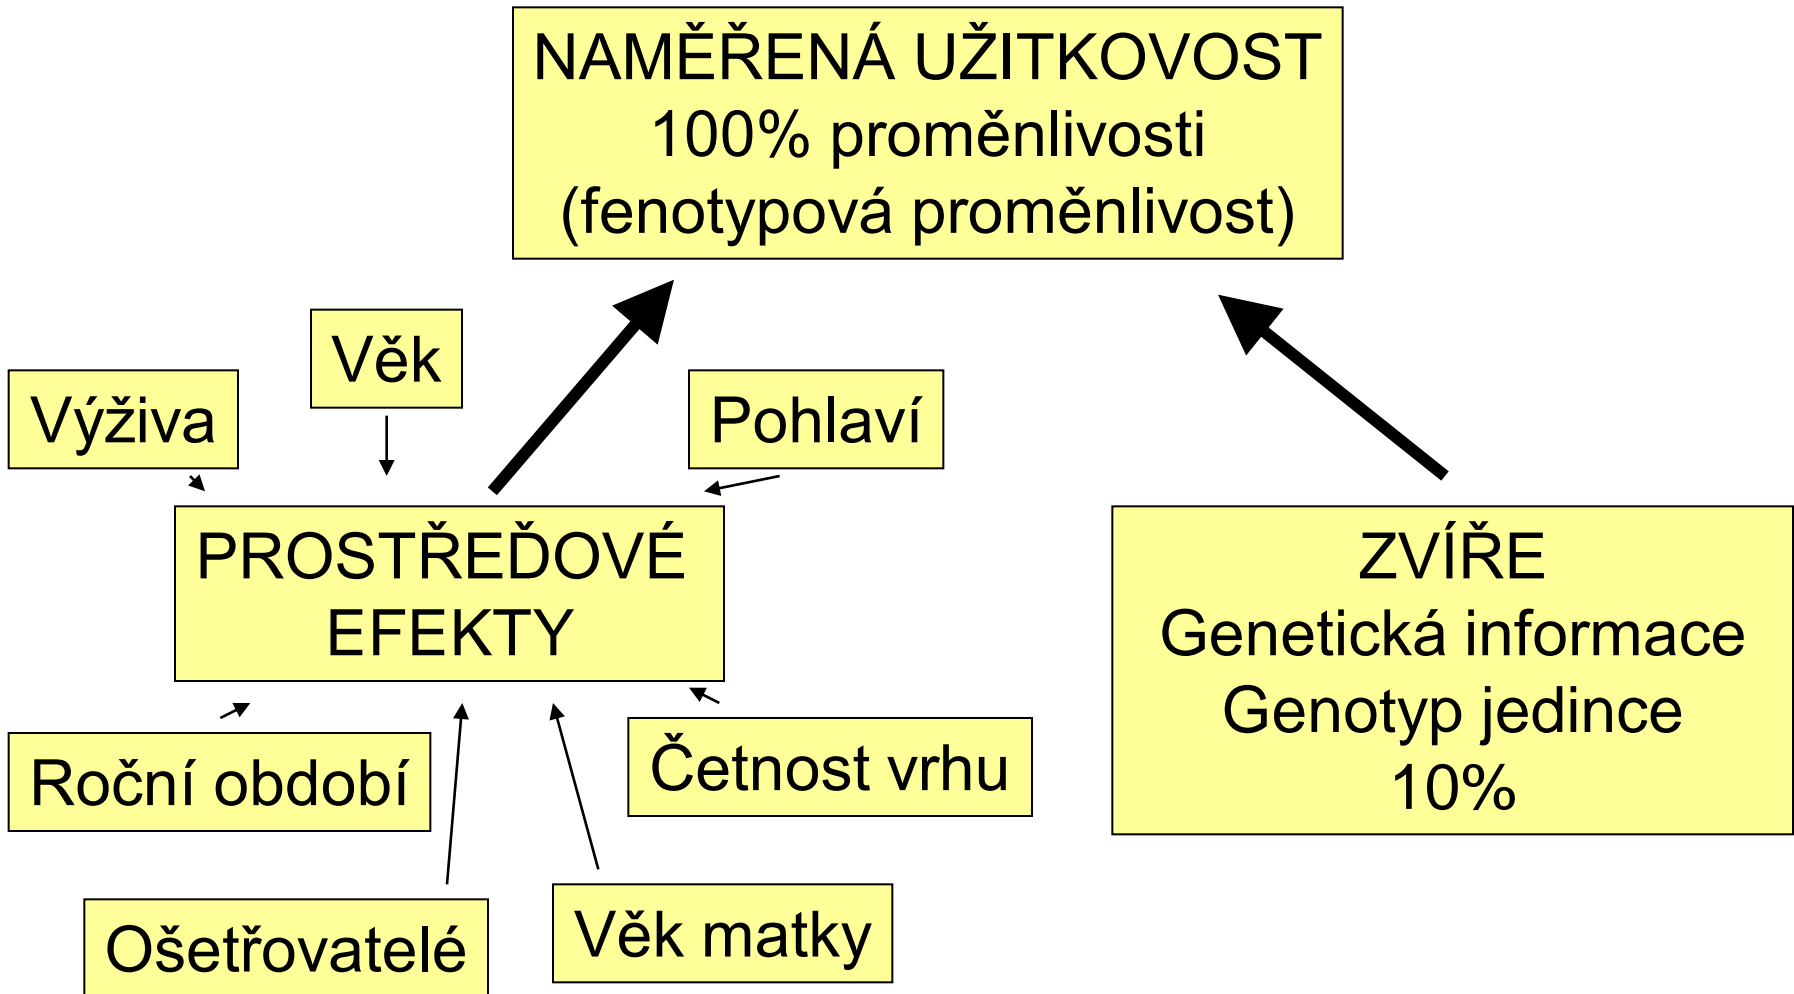 NAMĚŘENÁ UŽITKOVOST
100% proměnlivosti
(fenotypová proměnlivost)
Věk
Výživa
Pohlaví
PROSTŘEĎOVÉ
EFEKTY
ZVÍŘE
Genetická informace
Genotyp jedince
10%
Roční období
Četnost vrhu
Ošetřovatelé
Věk matky